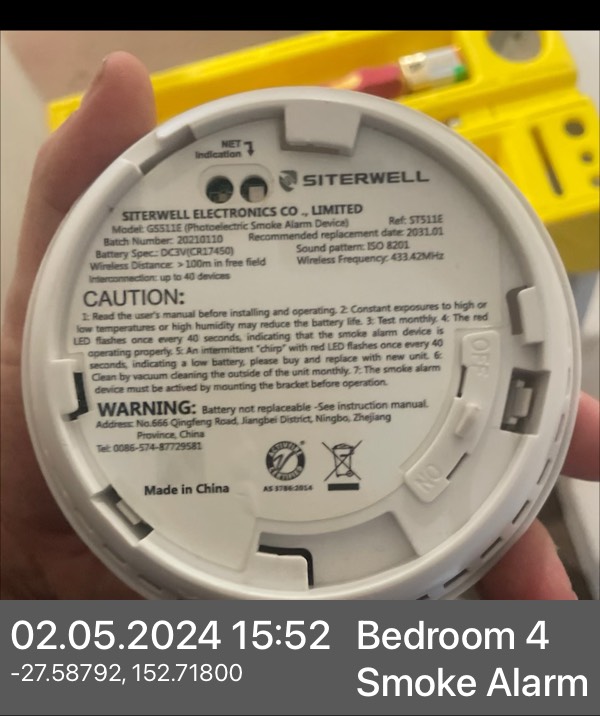 NET
Indication
SITERWELL
SITERWELL ELECTRONICS CO ., LIMITED
Model: GS511E (Photoelectric Smoke Alarm Device) Ref: ST511E
Batch Number: 20210110 Recommended replacement date: 2031.01
Battery Spec.: DC3V(CR17450) Sound pattern: ISO 8201
Wireless Distance: >100m in free field Wireless Frequency: 433.42MHz
Interconnection: up to 40 devices
CAUTION:
1: Read the user's manual before installing and operating. 2: Constant exposures to high or
low temperatures or high humidity may reduce the battery life. 3: Test monthly. 4: The red
LED flashes once every 40 seconds, indicating that the smoke alarm device is
operating properly. 5: An intermittent "chirp" with red LED flashes once every 40
seconds, indicating a low battery, please buy and replace with new unit. 6:
Clean by vacuum cleaning the outside of the unit monthly. 7: The smoke alarm
device must be actived by mounting the bracket before operation.
WARNING: Battery not replaceable -See instruction manual.
Address: No.666 Qingfeng Road, Jiangbei District, Ningbo, Zhejiang
Province, China
Tel: 0086-574-87729581
OFF
ON
Made in China
AS 3786:2014
02.05.2024 15:52
-27.58792, 152.71800
Bedroom 4
Smoke Alarm